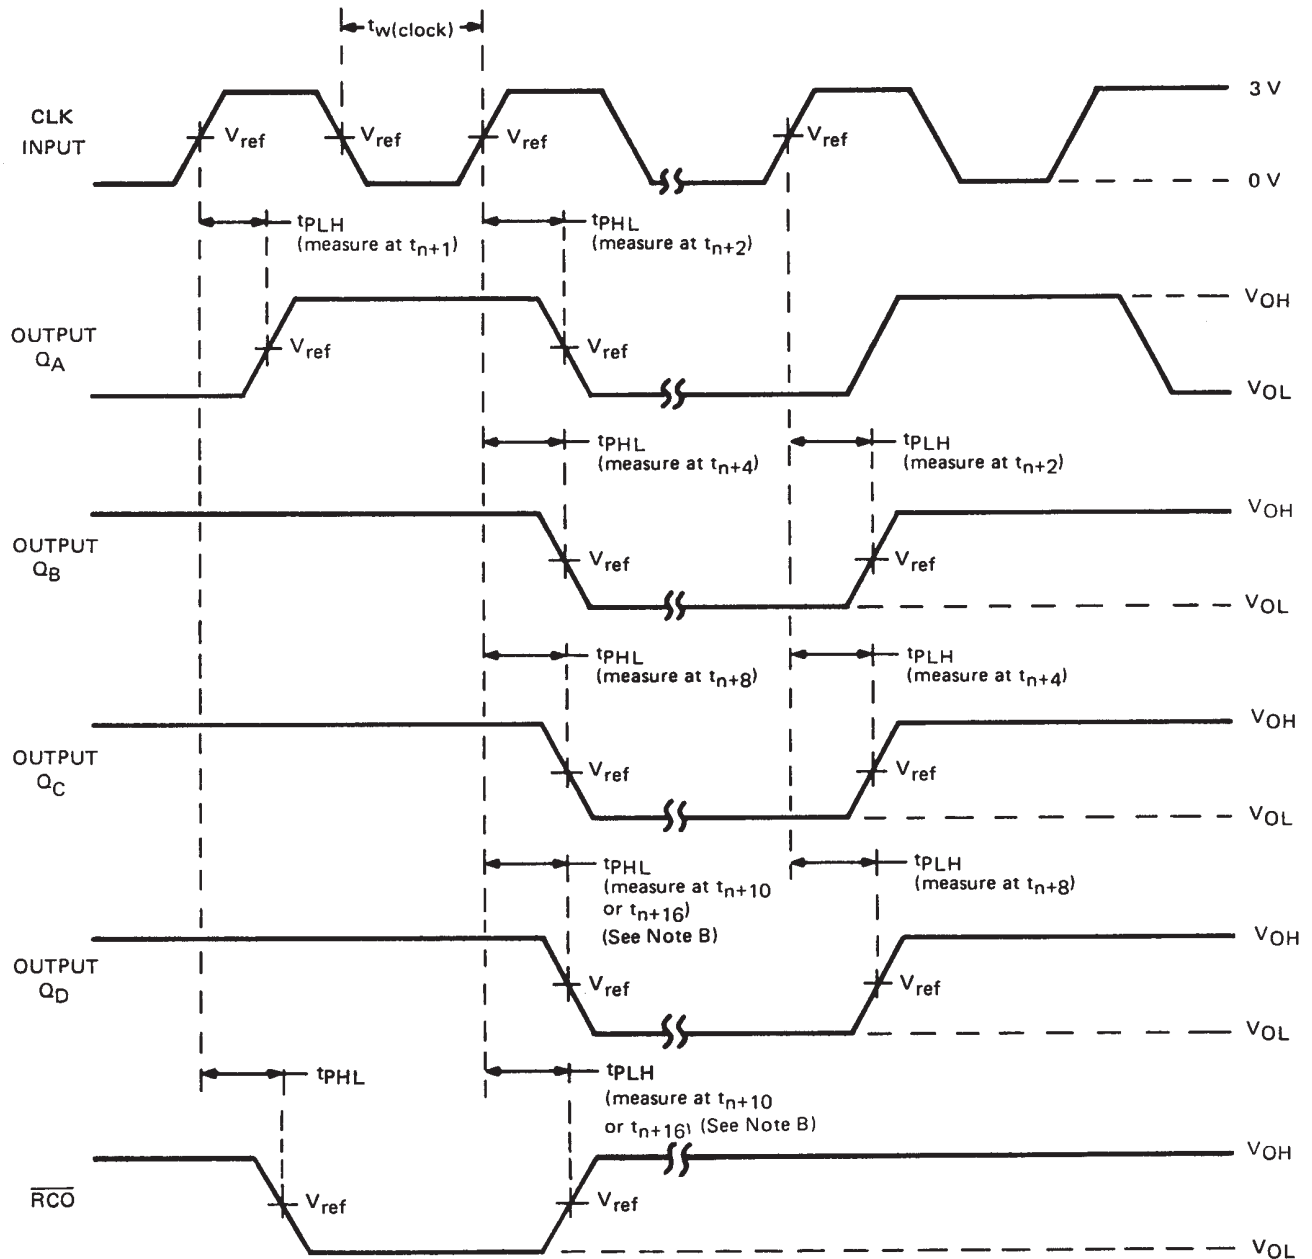 tw(clock)
CLK
INPUT
Vref
Vref
Vref
Vref
3 V
0 V
tPLH
(measure at tn+1)
tPHL
(measure at tn+2)
OUTPUT
QA
Vref
Vref
VOH
VOL
tPHL
(measure at tn+4)
tPLH
(measure at tn+2)
OUTPUT
QB
Vref
Vref
VOH
VOL
tPHL
(measure at tn+8)
tPLH
(measure at tn+4)
OUTPUT
QC
Vref
Vref
VOH
VOL
tPHL
(measure at tn+10
or tn+16)
(See Note B)
tPLH
(measure at tn+8)
OUTPUT
QD
Vref
Vref
VOH
VOL
tPHL
tPLH
(measure at tn+10
or tn+16) (See Note B)
RCO
Vref
Vref
VOH
VOL